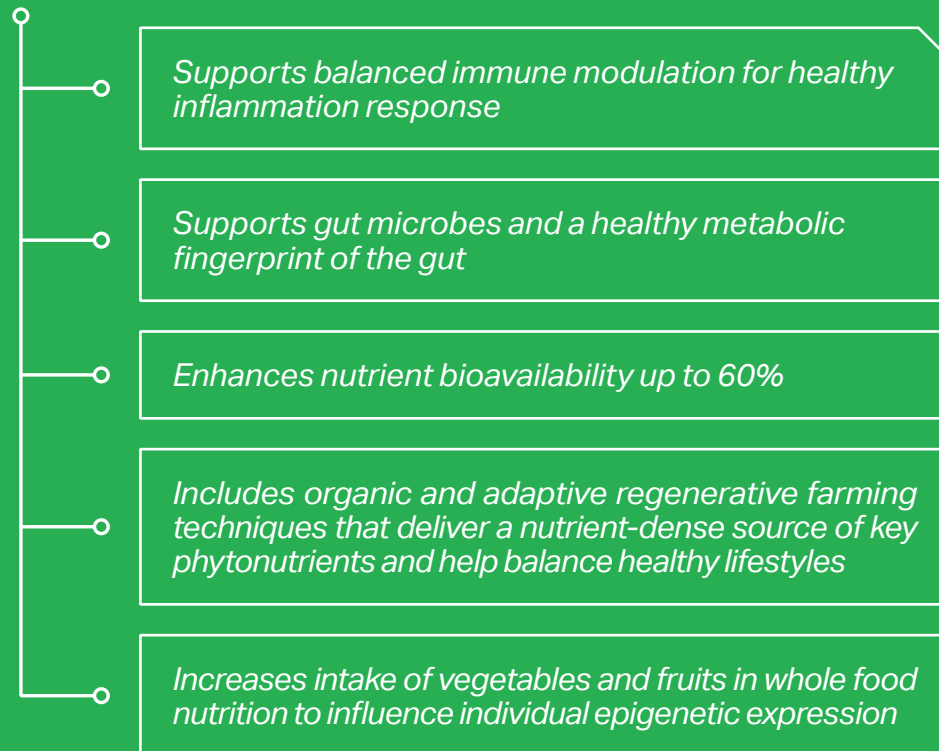 Supports balanced immune modulation for healthy
inflammation response
Supports gut microbes and a healthy metabolic
fingerprint of the gut
Enhances nutrient bioavailability up to 60%
Includes organic and adaptive regenerative farming
techniques that deliver a nutrient-dense source of key
phytonutrients and help balance healthy lifestyles
Increases intake of vegetables and fruits in whole food
nutrition to influence individual epigenetic expression